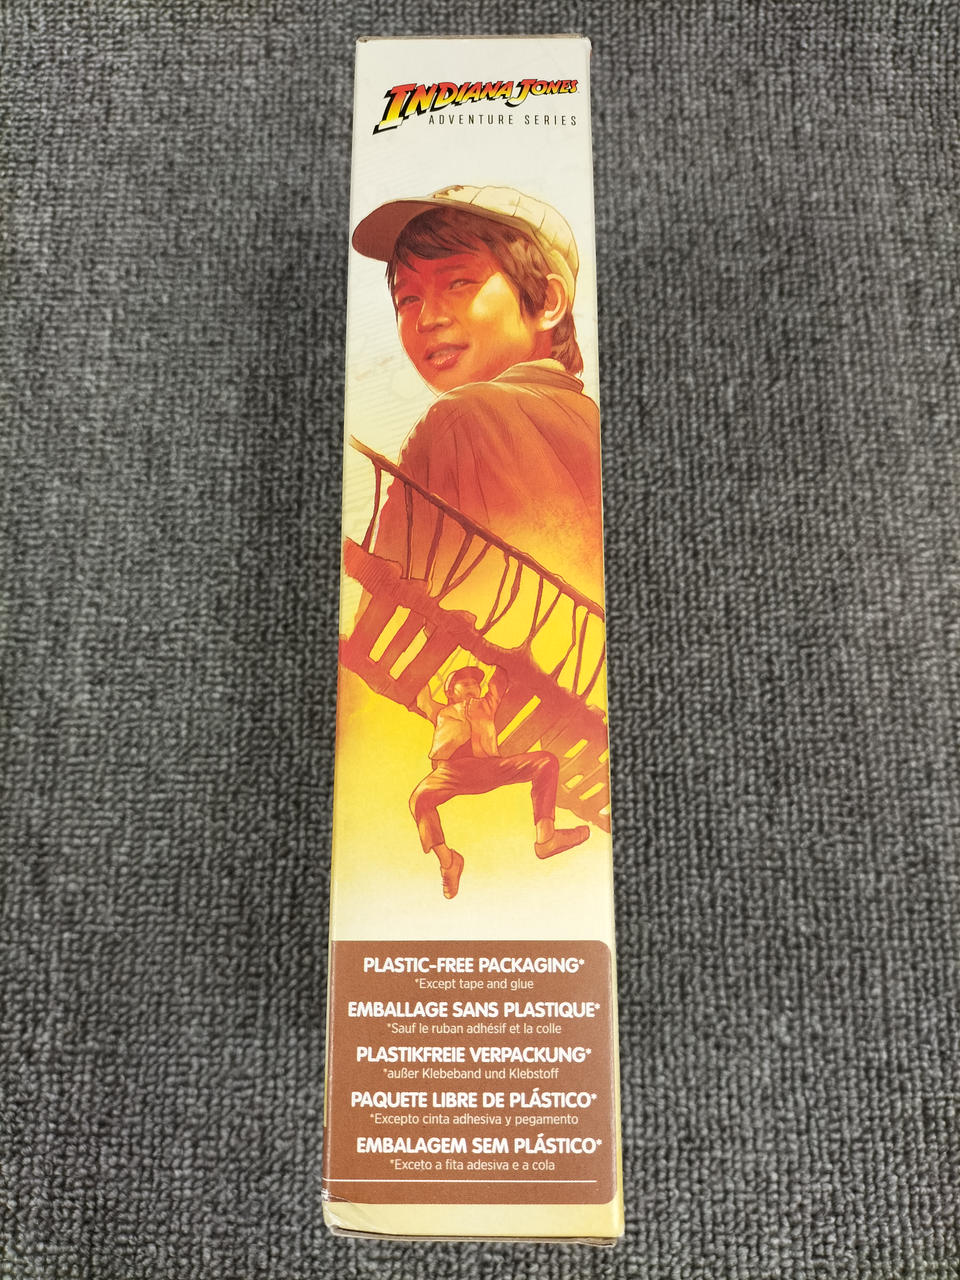 INDIANA JONES
ADVENTURE SERIES
PLASTIC-FREE PACKAGING*
*Except tape and glue
EMBALLAGE SANS PLASTIQUE*
*Sauf le ruban adhésif et la colle
PLASTIKFREIE VERPACKUNG*
*außer Klebeband und Klebstoff
PAQUETE LIBRE DE PLÁSTICO*
*Excepto cinta adhesiva y pegamento
EMBALAGEM SEM PLÁSTICO*
*Exceto a fita adesiva e a cola